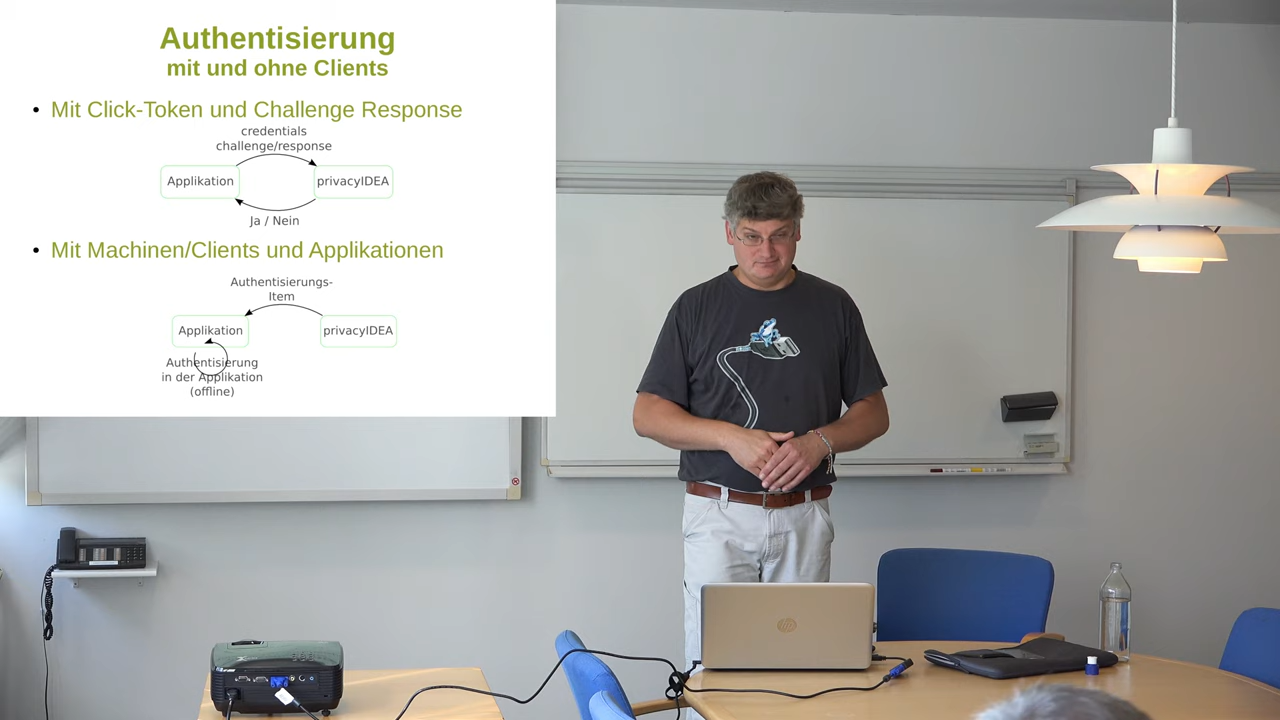 Authentisierung
mit und ohne Clients
• Mit Click-Token und Challenge Response
credentials
challenge/response
Applikation
privacyIDEA
Ja / Nein
• Mit Machinen/Clients und Applikationen
Authentisierungs-
Item
Applikation
privacyIDEA
Authentisierung
in der Applikation
(offline)
hp